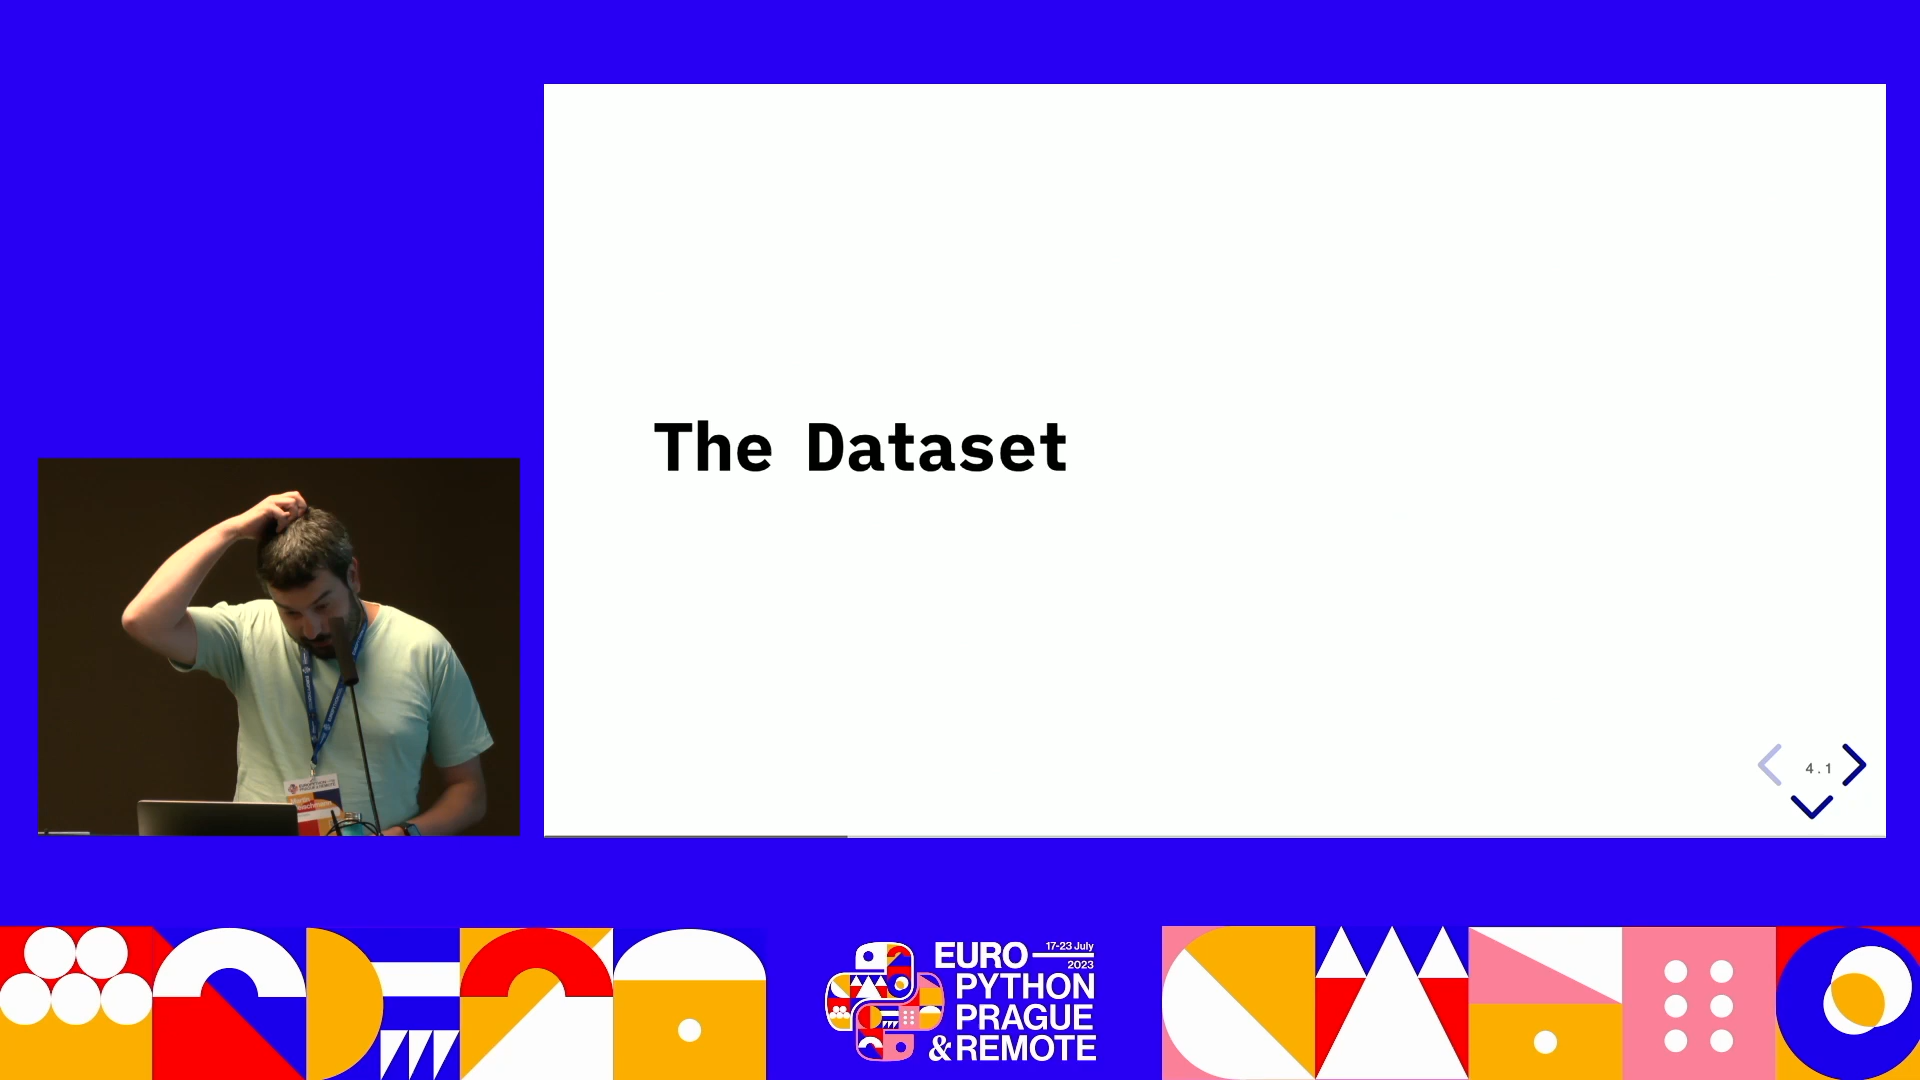 The Dataset
4.1
EURO
17-23 July
2023
PYTHON
PRAGUE
&REMOTE